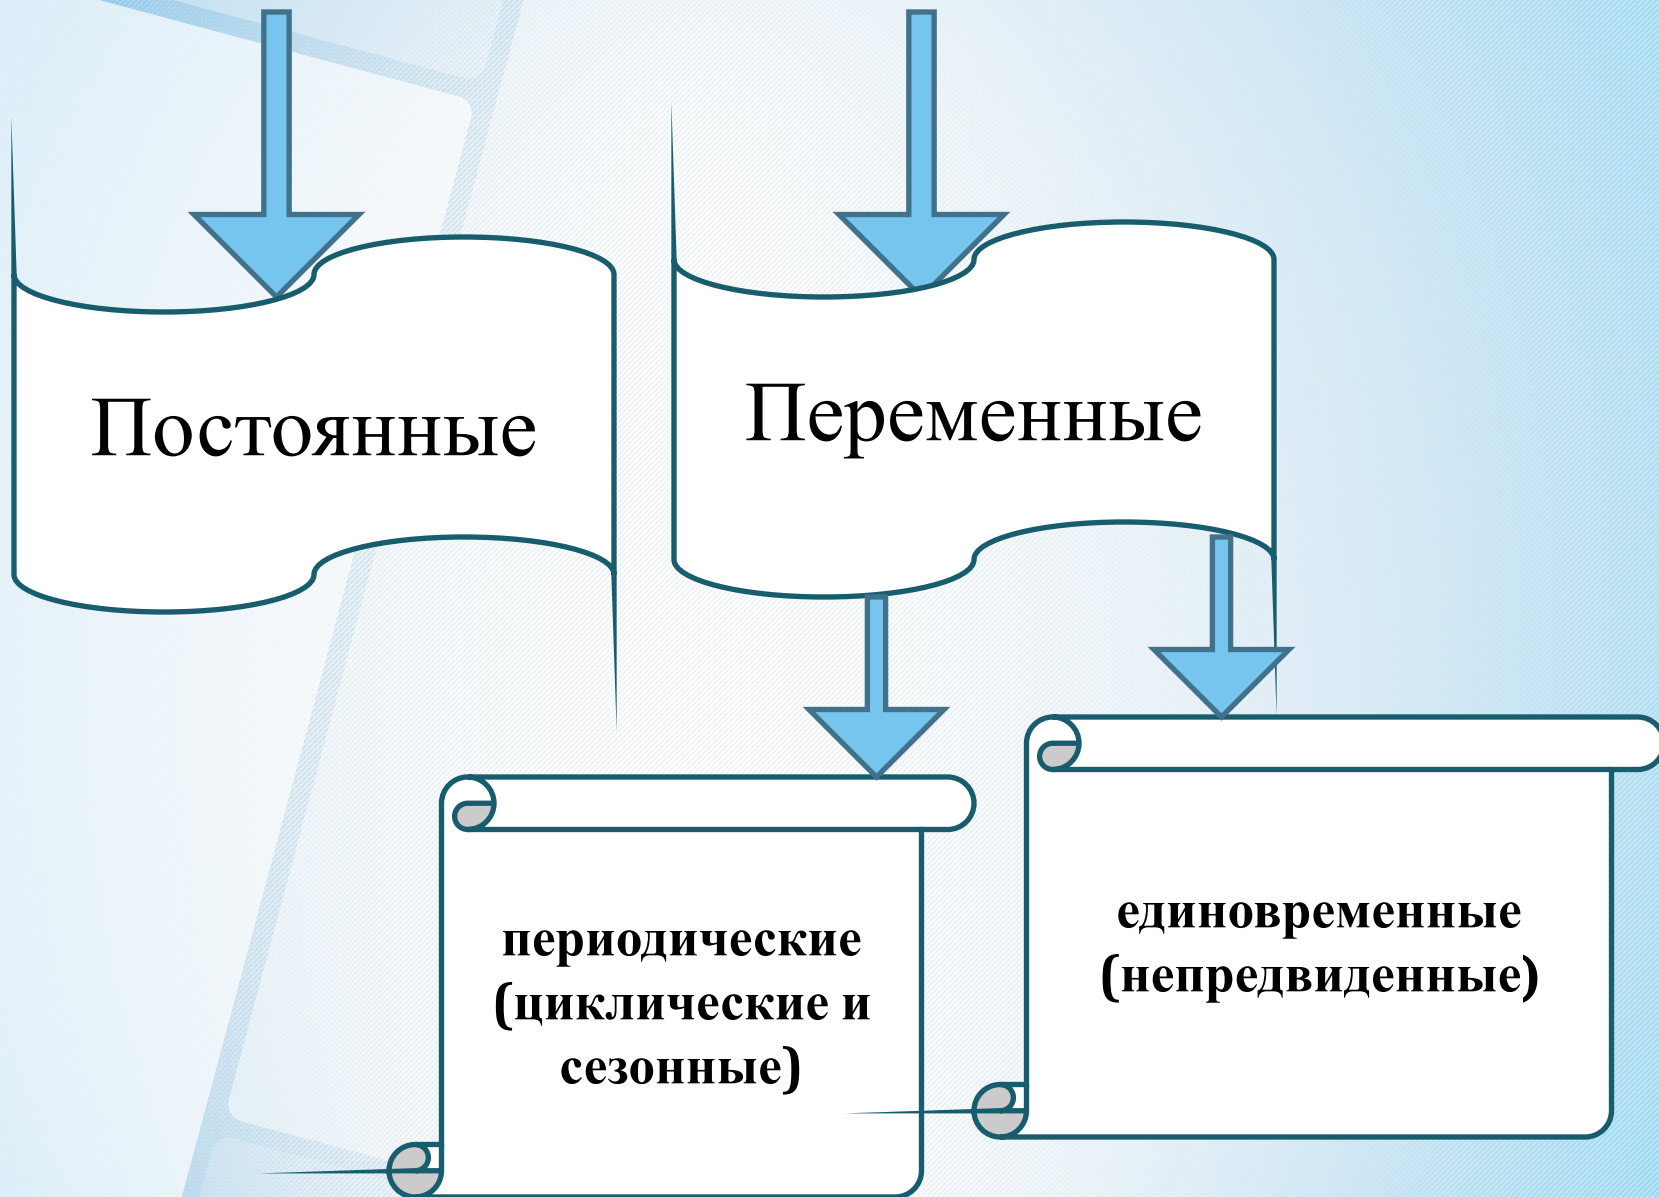 Постоянные
Переменные
периодические
(циклические и
сезонные)
единовременные
(непредвиденные)